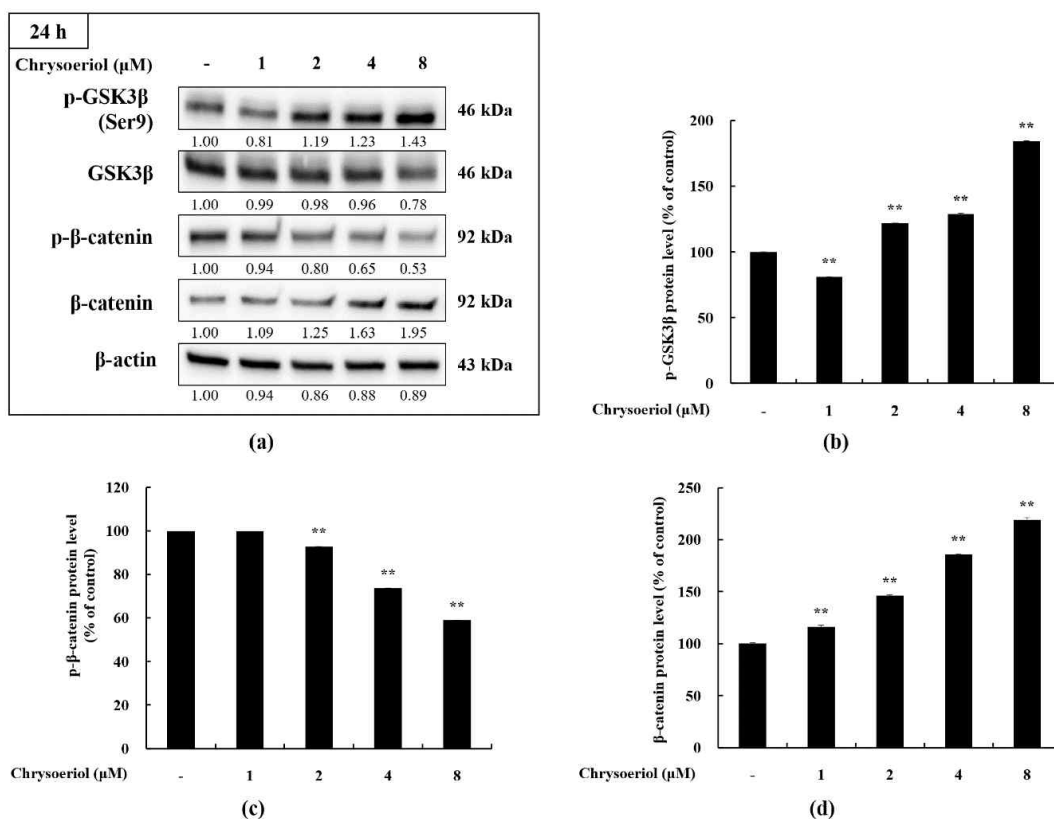 24 h
Chrysoeriol (μM) - 1 2 4 8
p-GSK3β
(Ser9)
46 kDa
1.00 0.81 1.19 1.23 1.43
GSK3β 46 kDa
1.00 0.99 0.98 0.96 0.78
p-β-catenin 92 kDa
1.00 0.94 0.80 0.65 0.53
β-catenin 92 kDa
1.00 1.09 1.25 1.63 1.95
β-actin 43 kDa
1.00 0.94 0.86 0.88 0.89
(a)
p-GSK3β protein level (% of control)
200
150
100
50
0
** ** ** **
Chrysoeriol (μM) - 1 2 4 8
(b)
p-β-catenin protein level
(% of control)
120
100
80
60
40
20
0
** ** **
Chrysoeriol (μM) - 1 2 4 8
(c)
β-catenin protein level (% of control)
250
200
150
100
50
0
** ** ** **
Chrysoeriol (μM) - 1 2 4 8
(d)